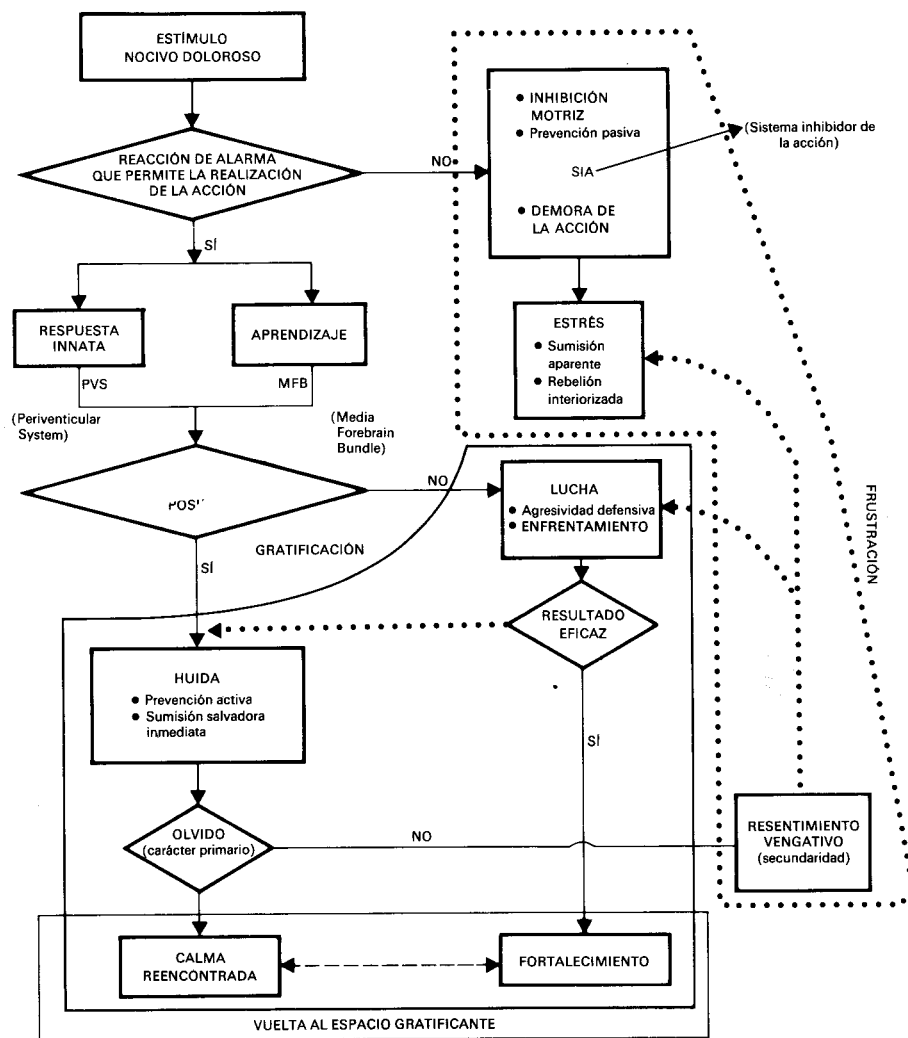 ESTÍMULO
NOCIVO DOLOROSO
REACCIÓN DE ALARMA
QUE PERMITE LA REALIZACIÓN
DE LA ACCIÓN
NO
● INHIBICIÓN
MOTRIZ
● Prevención pasiva
SIA
● DEMORA DE
LA ACCIÓN
(Sistema inhibidor de
la acción)
SÍ
RESPUESTA
INNATA
APRENDIZAJE
ESTRÉS
● Sumisión
aparente
● Rebelión
interiorizada
PVS
MFB
(Periventicular
System)
(Media
Forebrain
Bundle)
NO
LUCHA
● Agresividad defensiva
● ENFRENTAMIENTO
FRUSTRACIÓN
GRATIFICACIÓN
SÍ
RESULTADO
EFICAZ
HUIDA
● Prevención activa
● Sumisión salvadora
inmediata
SÍ
OLVIDO
(carácter primario)
NO
RESENTIMIENTO
VENGATIVO
(secundaridad)
CALMA
REENCONTRADA
FORTALECIMIENTO
VUELTA AL ESPACIO GRATIFICANTE